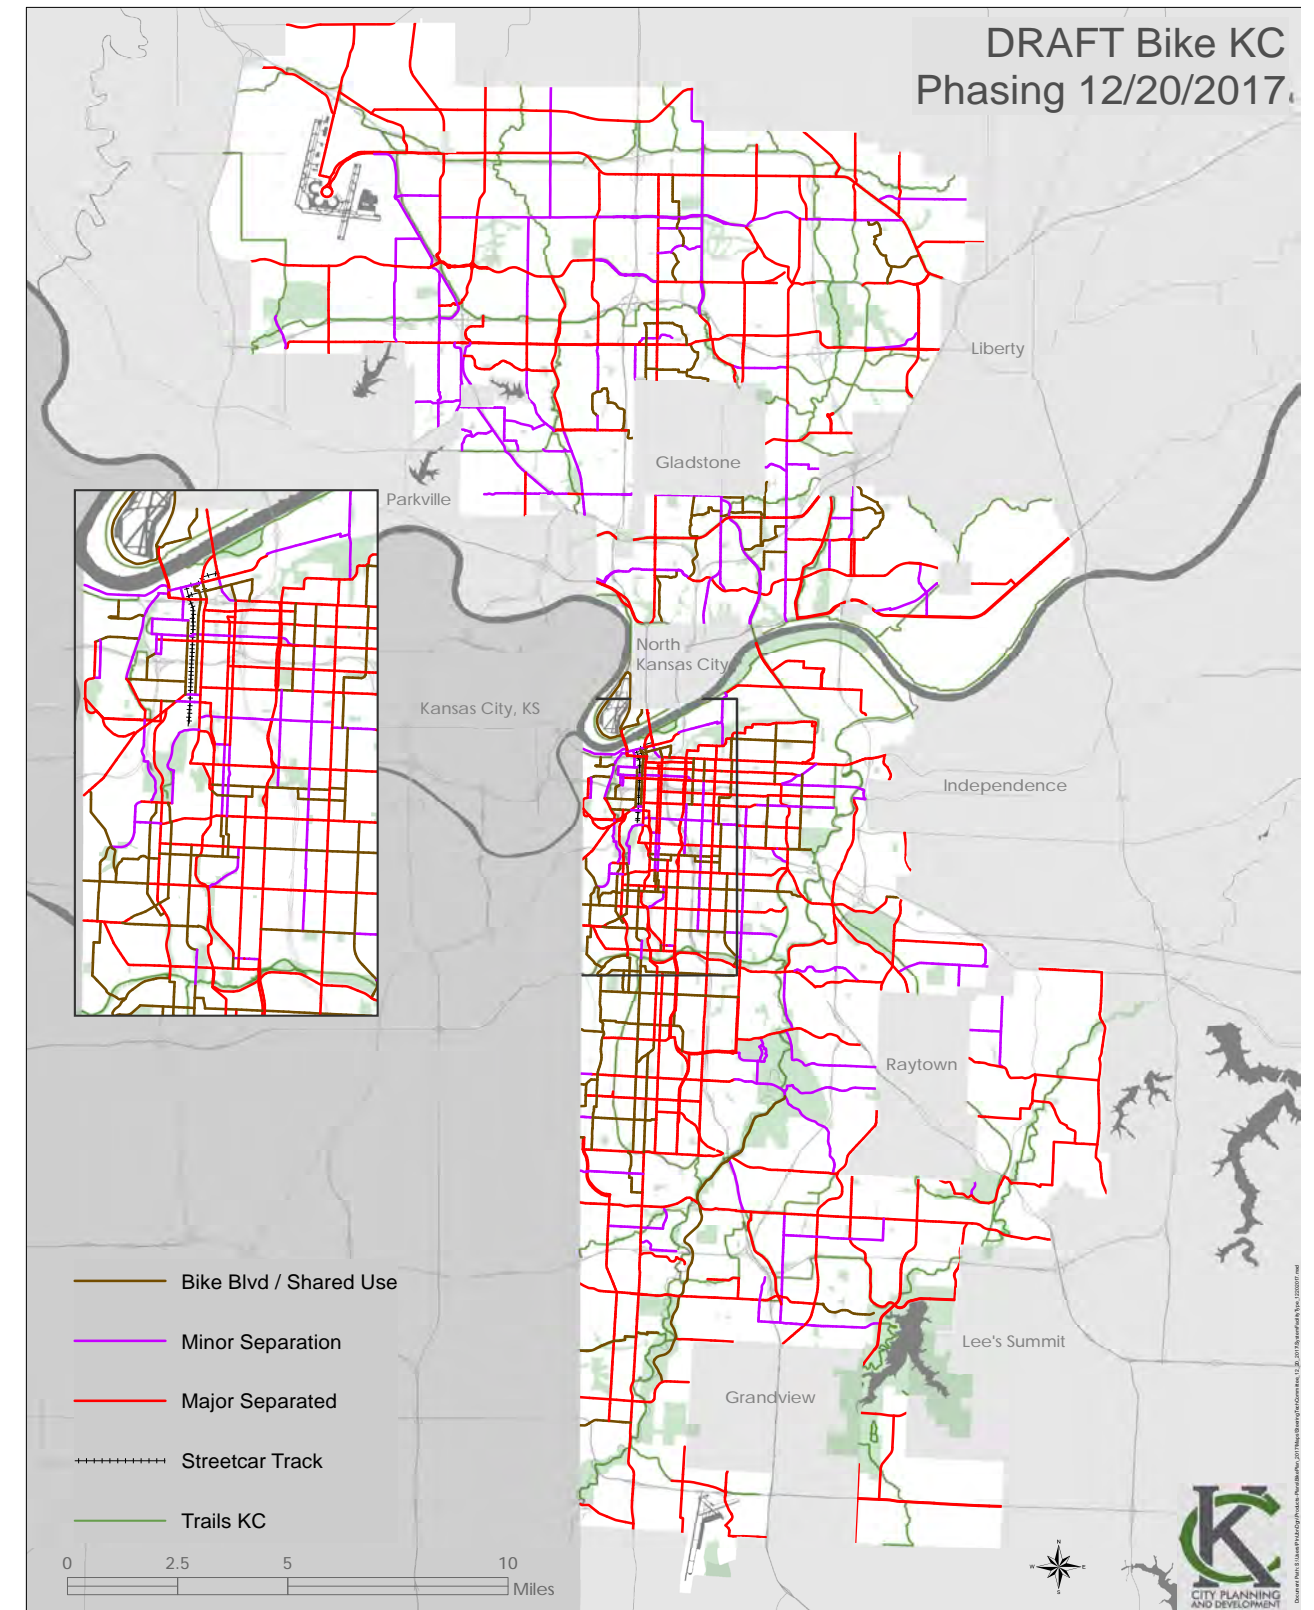 DRAFT Bike KC
Phasing 12/20/2017
Liberty
Gladstone
Parkville
North
Kansas City
Kansas City, KS
Independence
Raytown
Lee's Summit
Grandview
Bike Blvd / Shared Use
Minor Separation
Major Separated
Streetcar Track
Trails KC
0 2.5 5 10
Miles
N
W E
S
KC
CITY PLANNING
AND DEVELOPMENT